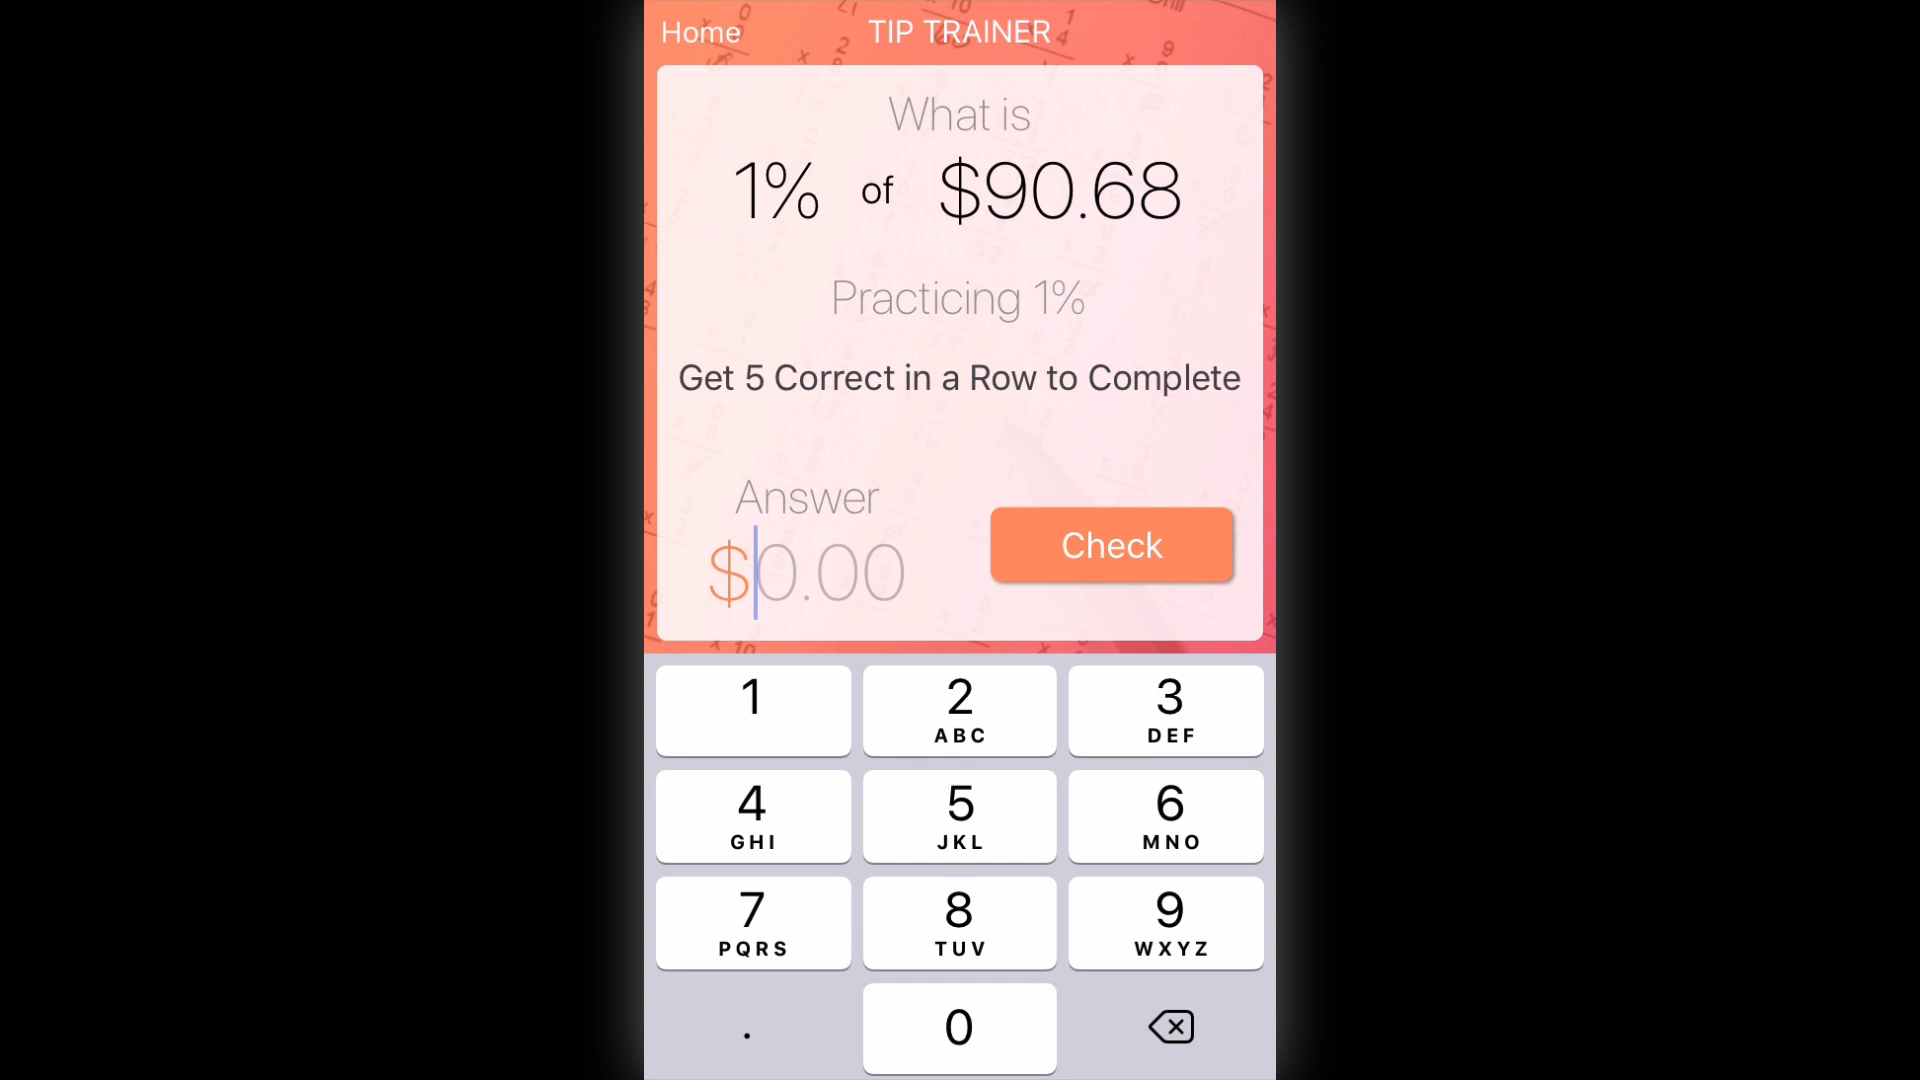 Home
TIP TRAINER
What is
1% of $90.68
Practicing 1%
Get 5 Correct in a Row to Complete
Answer
$0.00
Check
1
2
ABC
3
DEF
4
GHI
5
JKL
6
MNO
7
PQRS
8
TUV
9
WXYZ
.
0